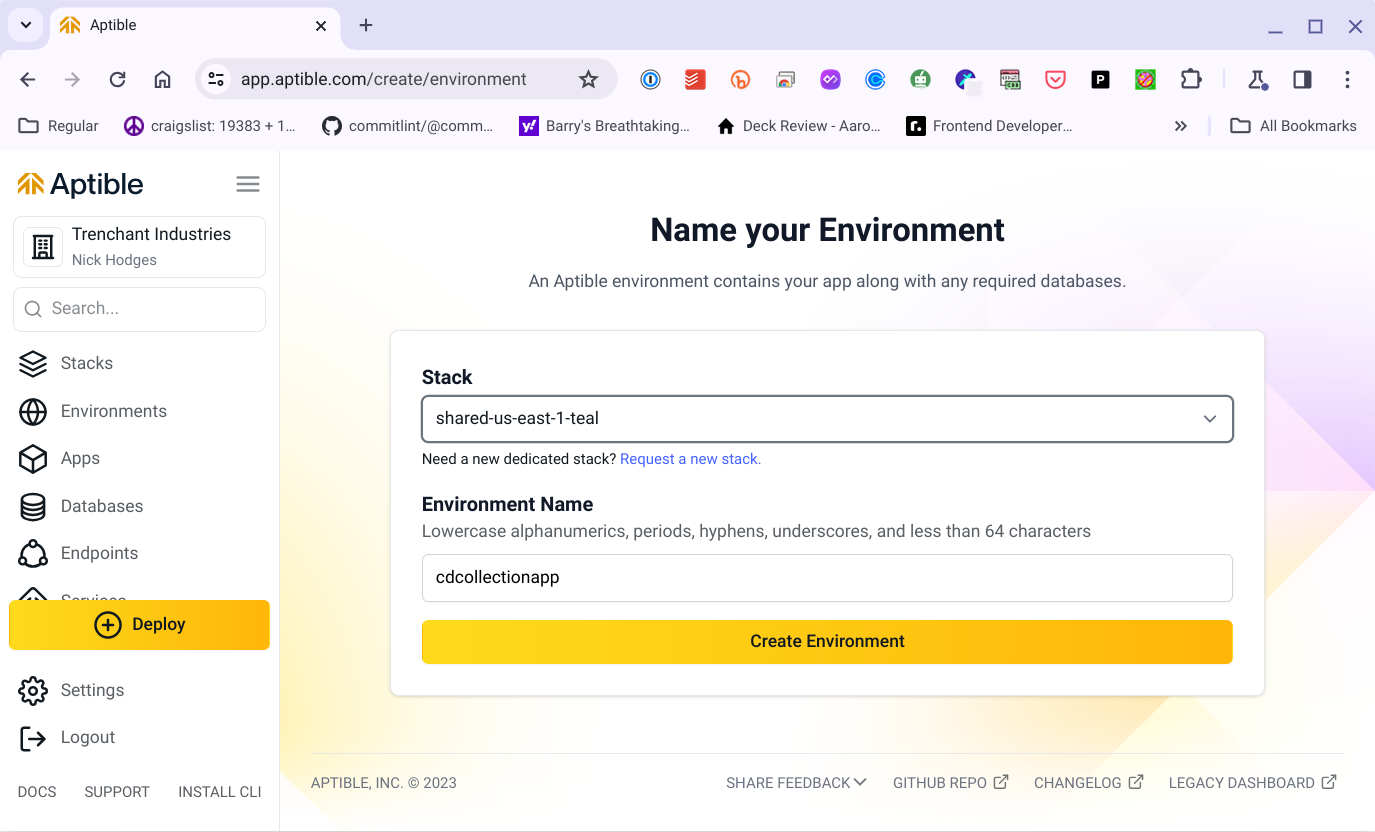 Aptible
app.aptible.com/create/environment
Regular
craigslist: 19383 + 1...
commitlint/@comm...
Barry's Breathtaking...
Deck Review - Aaro...
Frontend Developer...
All Bookmarks
Aptible
Trenchant Industries
Nick Hodges
Search...
Stacks
Environments
Apps
Databases
Endpoints
Services
Deploy
Settings
Logout
DOCS SUPPORT INSTALL CLI
Name your Environment
An Aptible environment contains your app along with any required databases.
Stack
shared-us-east-1-teal
Need a new dedicated stack? Request a new stack.
Environment Name
Lowercase alphanumerics, periods, hyphens, underscores, and less than 64 characters
cdcollectionapp
Create Environment
APTIBLE, INC. © 2023
SHARE FEEDBACK
GITHUB REPO
CHANGELOG
LEGACY DASHBOARD